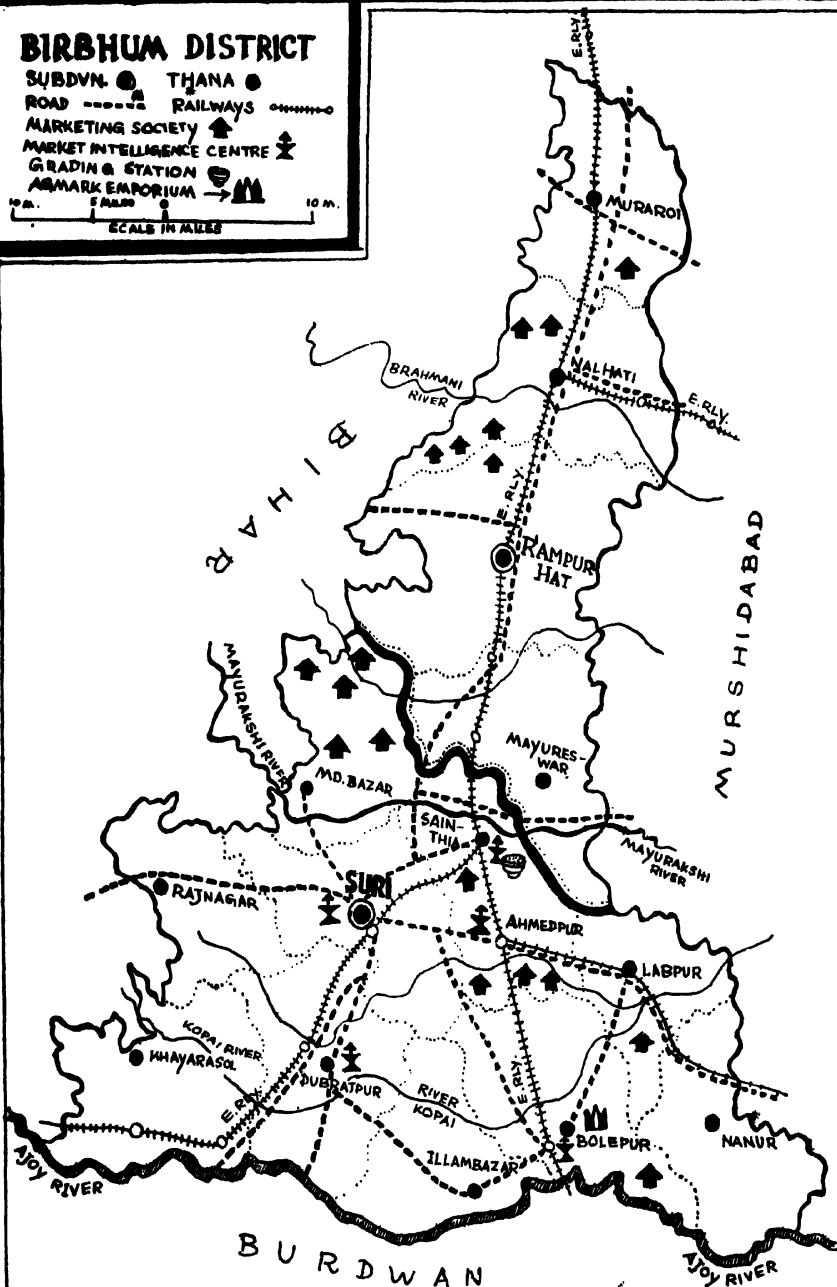 BIRBHUM DISTRICT
SUBDVN. THANA
ROAD M RAILWAYS
MARKETING SOCIETY
MARKET INTELLIGENCE CENTRE
GRADING STATION
AGMARK EMPORIUM
10 M. 5 MILES 0 10 M.
SCALE IN MILES
E.RLY.
MURAROI
NALHATI
BRAHMANI
RIVER
E.RLY.
BIHAR
E. RLY.
RAMPUR
HAT
MURSHIDABAD
MAYURAKSHI RIVER
MAYURES-
WAR
MD. BAZAR
SAIN-
THIA
MAYURAKSHI
RIVER
RAJNAGAR
SURI
AHMEDPUR
LABPUR
KOPAI RIVER
KHAYARASOL
DUBRAJPUR
E. RLY.
RIVER
KOPAI
E. RLY.
BOLEPUR
NANUR
ILLAMBAZAR
AJOY RIVER
BURDWAN
AJOY RIVER